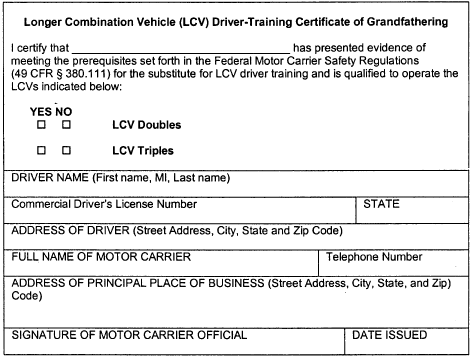 Longer Combination Vehicle (LCV) Driver-Training Certificate of Grandfathering
I certify that ________________________________ has presented evidence of
meeting the prerequisites set forth in the Federal Motor Carrier Safety Regulations
(49 CFR § 380.111) for the substitute for LCV driver training and is qualified to operate the
LCVs indicated below:
YES NO
☐ ☐ LCV Doubles
☐ ☐ LCV Triples
DRIVER NAME (First name, MI, Last name)
Commercial Driver's License Number STATE
ADDRESS OF DRIVER (Street Address, City, State and Zip Code)
FULL NAME OF MOTOR CARRIER Telephone Number
ADDRESS OF PRINCIPAL PLACE OF BUSINESS (Street Address, City, State, and Zip)
Code)
SIGNATURE OF MOTOR CARRIER OFFICIAL DATE ISSUED